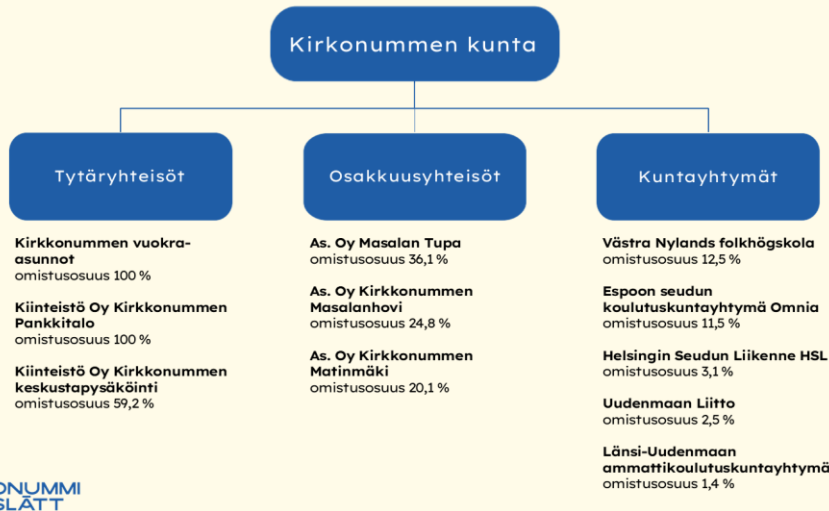 Kirkonummen kunta
Tytäryhteisöt
Kirkkonummen vuokra-
asunnot
omistusosuus 100 %
Kiinteistö Oy Kirkkonummen
Pankkitalo
omistusosuus 100 %
Kiinteistö Oy Kirkkonummen
keskustapysäköinti
omistusosuus 59,2 %
Osakkuusyhteisöt
As. Oy Masalan Tupa
omistusosuus 36,1 %
As. Oy Kirkkonummen
Masalanhovi
omistusosuus 24,8 %
As. Oy Kirkkonummen
Matinmäki
omistusosuus 20,1 %
Kuntayhtymät
Västra Nylands folkhögskola
omistusosuus 12,5 %
Espoon seudun
koulutuskuntayhtymä Omnia
omistusosuus 11,5 %
Helsingin Seudun Liikenne HSL
omistusosuus 3,1 %
Uudenmaan Liitto
omistusosuus 2,5 %
Länsi-Uudenmaan
ammattikoulutuskuntayhtymä
omistusosuus 1,4 %
ONUMMI
SLÄTT